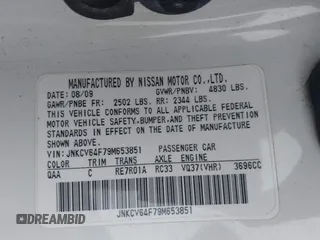 MANUFACTURED BY NISSAN MOTOR CO.,LTD.
DATE: 08/09 GVWR/PNBV: 4830 LBS.
GAWR/PNBE FR: 2502 LBS. RR: 2344 LBS.
THIS VEHICLE CONFORMS TO ALL APPLICABLE FEDERAL
MOTOR VEHICLE SAFETY, BUMPER, AND THEFT
PREVENTION STANDARDS IN EFFECT ON THE DATE OF
MANUFACTURE SHOWN ABOVE.
VIN: JNKCV64F79M653851 PASSENGER CAR
COLOR TRIM TRANS AXLE ENGINE
QAA C RE7R01A RC33 VQ37(VHR) 3696CC
JNKCV64F79M653851